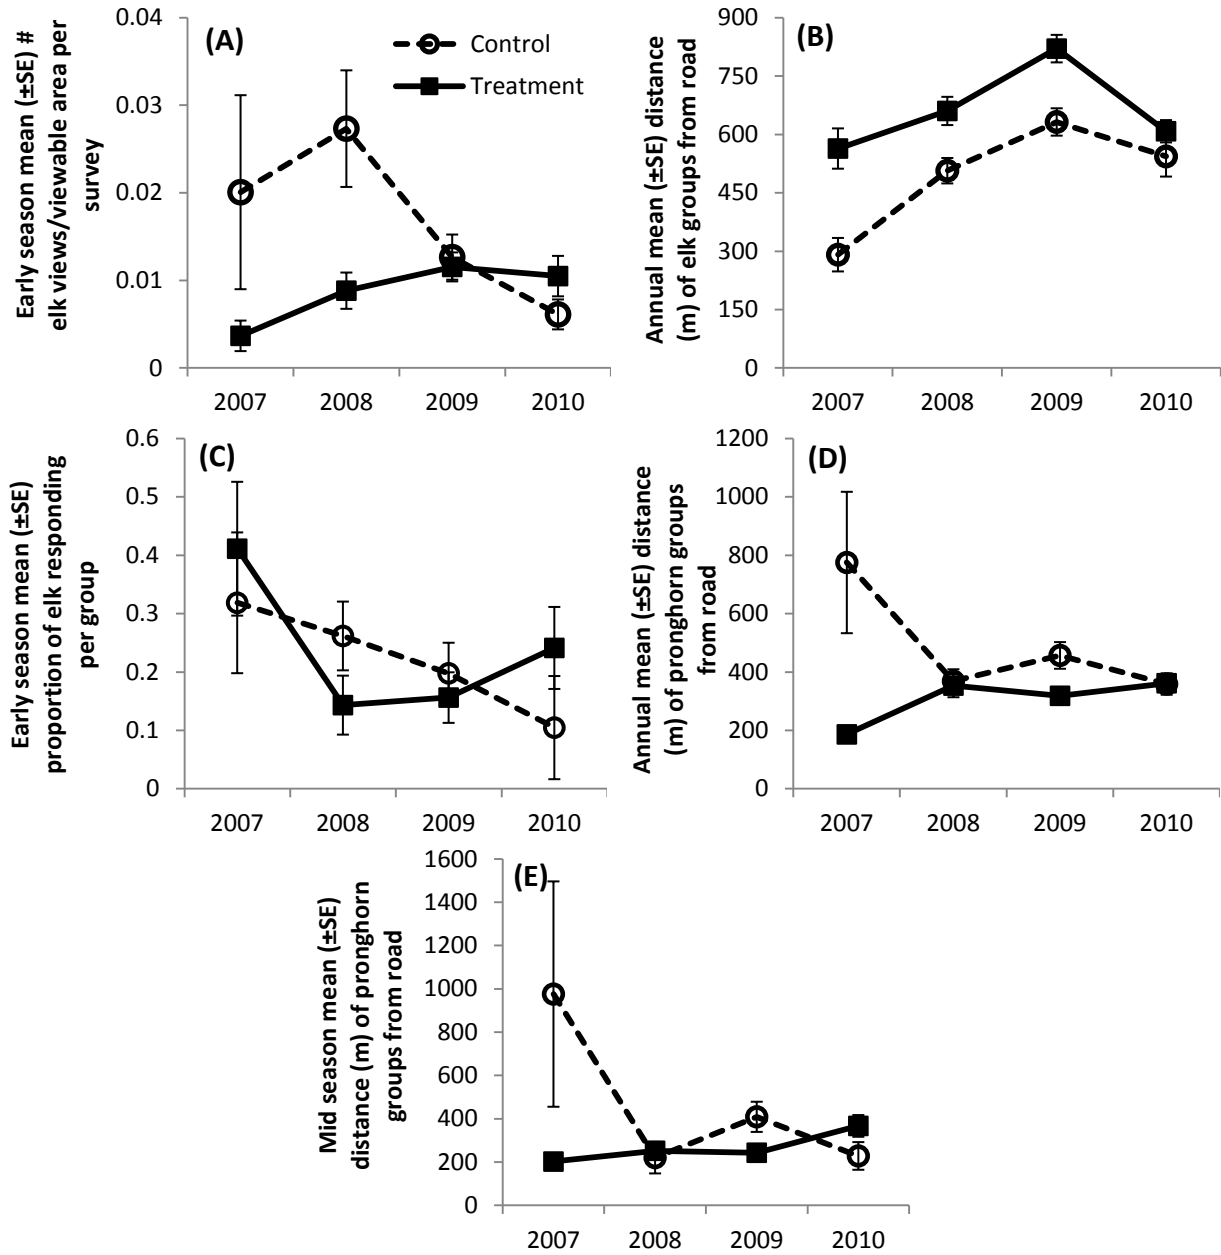 Early season mean (±SE) #
elk views/viewable area per
survey
0.04
0.03
0.02
0.01
0
(A)
Control
Treatment
2007 2008 2009 2010
Annual mean (±SE) distance
(m) of elk groups from road
900
750
600
450
300
150
0
(B)
2007 2008 2009 2010
Early season mean (±SE)
proportion of elk responding
per group
0.6
0.5
0.4
0.3
0.2
0.1
0
(C)
2007 2008 2009 2010
Annual mean (±SE) distance
(m) of pronghorn groups
from road
1200
1000
800
600
400
200
0
(D)
2007 2008 2009 2010
Mid season mean (±SE)
distance (m) of pronghorn
groups from road
1600
1400
1200
1000
800
600
400
200
0
(E)
2007 2008 2009 2010